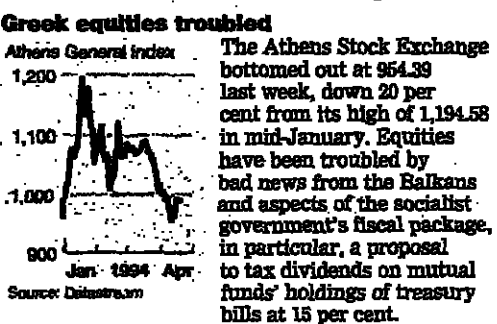 Greek equities troubled
Athens General Index
1,200
1,100
1,000
900
Jan 1994 Apr
Source: Datastream
The Athens Stock Exchange
bottomed out at 954.39
last week, down 20 per
cent from its high of 1,194.58
in mid-January. Equities
have been troubled by
bad news from the Balkans
and aspects of the socialist
government's fiscal package,
in particular, a proposal
to tax dividends on mutual
funds' holdings of treasury
bills at 15 per cent.